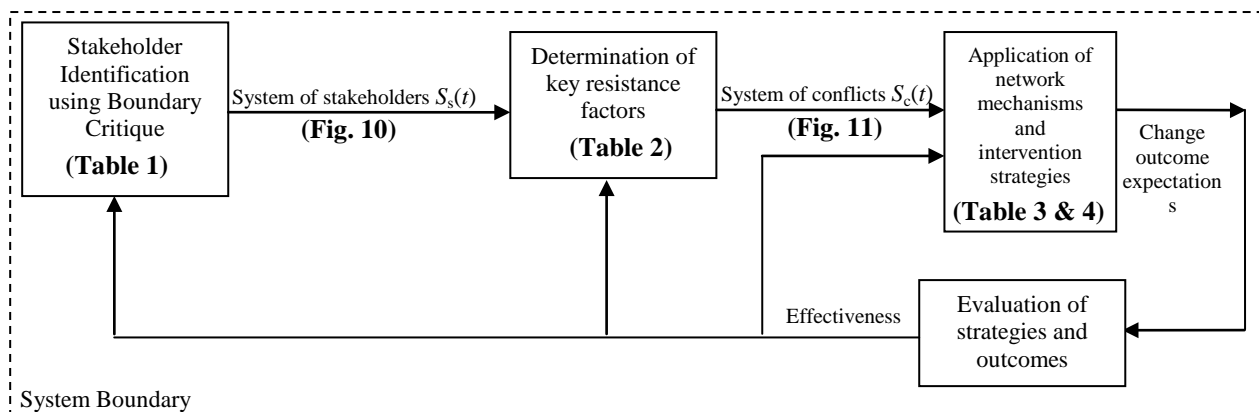 Stakeholder
Identification
using Boundary
Critique
(Table 1)
System of stakeholders Ss(t)
(Fig. 10)
Determination of
key resistance
factors
(Table 2)
System of conflicts Sc(t)
(Fig. 11)
Application of
network
mechanisms
and
intervention
strategies
(Table 3 & 4)
Change
outcome
expectation
s
Effectiveness
Evaluation of
strategies and
outcomes
System Boundary